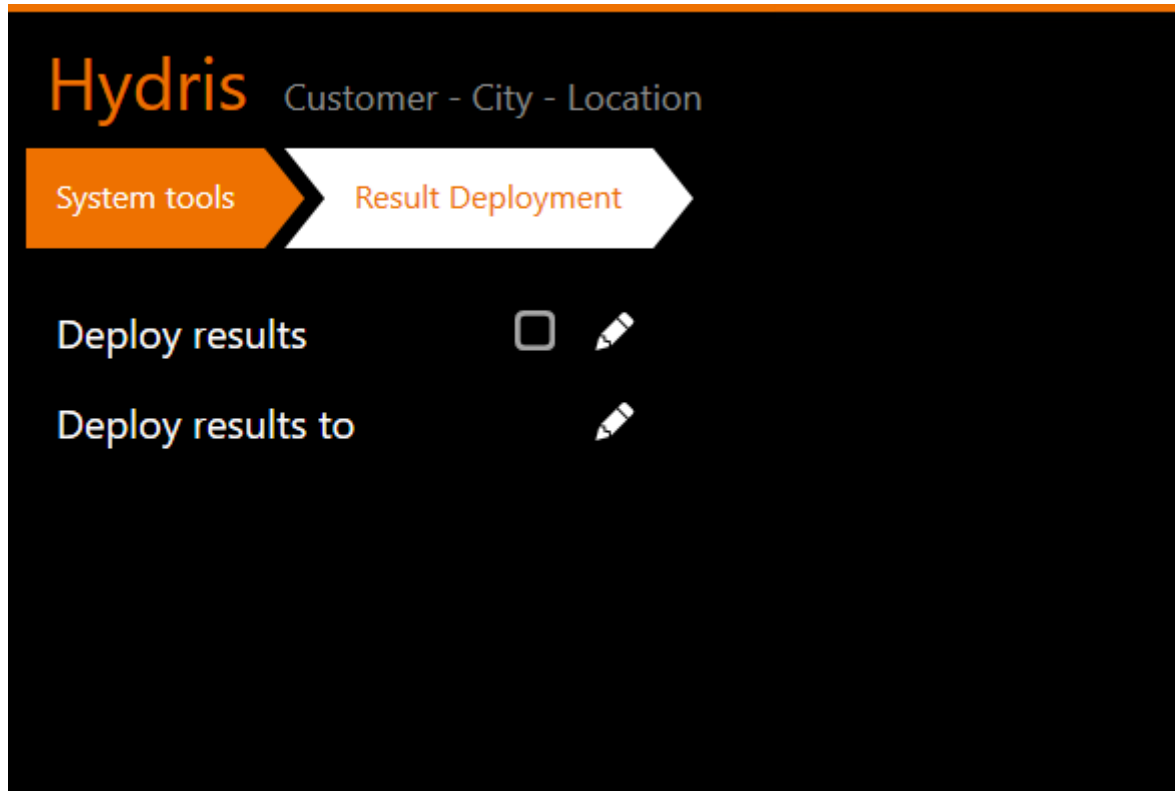 Hydris Customer - City - Location
System tools Result Deployment
Deploy results
Deploy results to